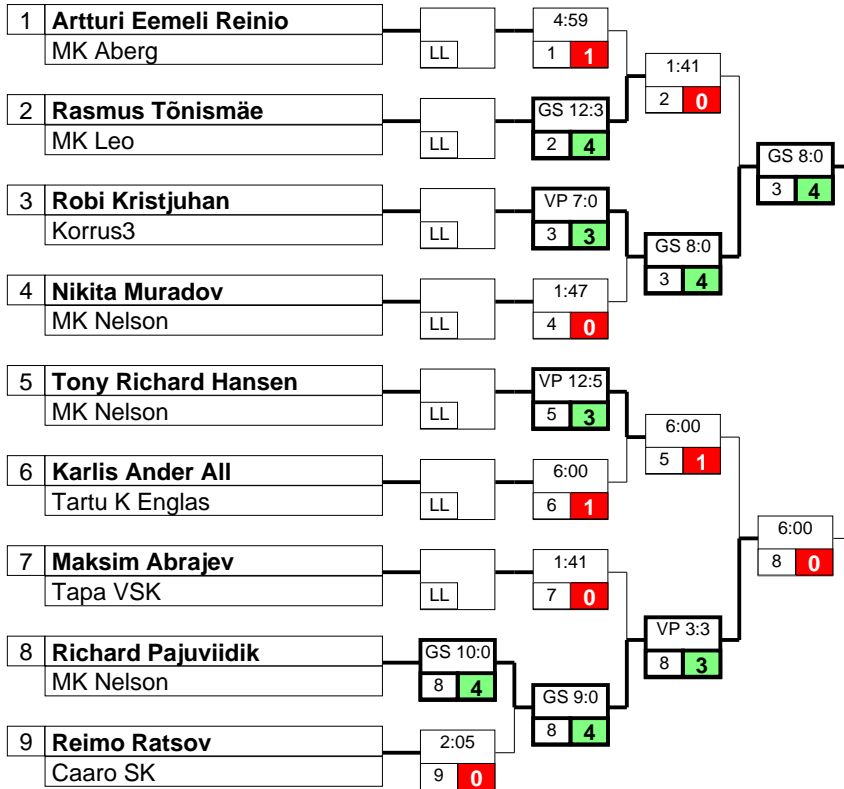 1 Artturi Eemeli Reinio
MK Aberg
LL
4:59
1 1
1:41
2 0
2 Rasmus Tõnismäe
MK Leo
LL
GS 12:3
2 4
GS 8:0
3 4
3 Robi Kristjuhan
Korrus3
LL
VP 7:0
3 3
GS 8:0
3 4
4 Nikita Muradov
MK Nelson
LL
1:47
4 0
5 Tony Richard Hansen
MK Nelson
LL
VP 12:5
5 3
6:00
5 1
6 Karlis Ander All
Tartu K Englas
LL
6:00
6 1
6:00
8 0
7 Maksim Abrajev
Tapa VSK
LL
1:41
7 0
VP 3:3
8 3
8 Richard Pajuviidik
MK Nelson
GS 10:0
8 4
GS 9:0
8 4
9 Reimo Ratsov
Caaro SK
2:05
9 0